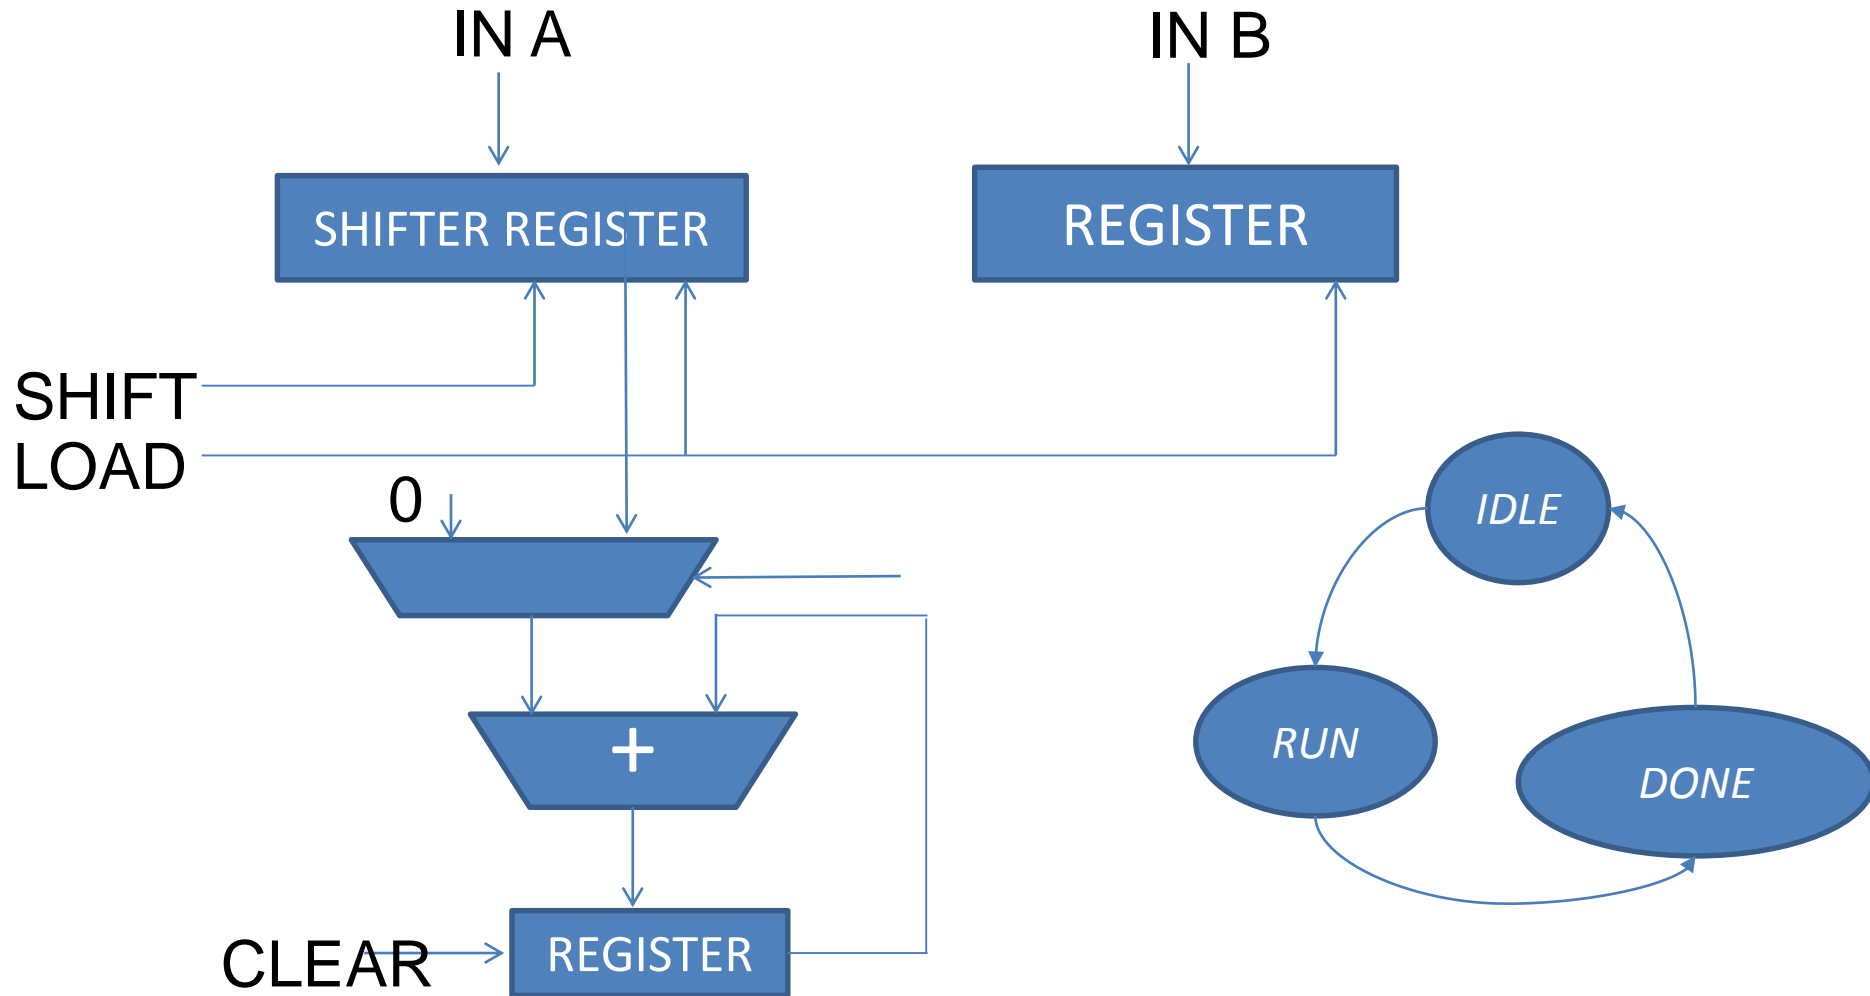 IN A
IN B
SHIFTER REGISTER
REGISTER
SHIFT
LOAD
0
IDLE
RUN
DONE
+
REGISTER
CLEAR